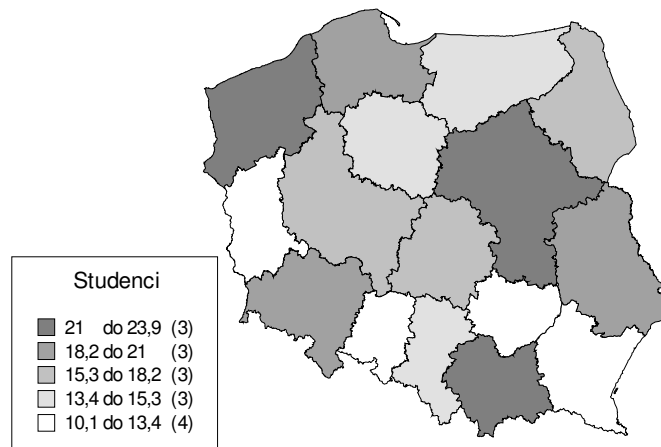 Studenci
21 do 23,9 (3)
18,2 do 21 (3)
15,3 do 18,2 (3)
13,4 do 15,3 (3)
10,1 do 13,4 (4)